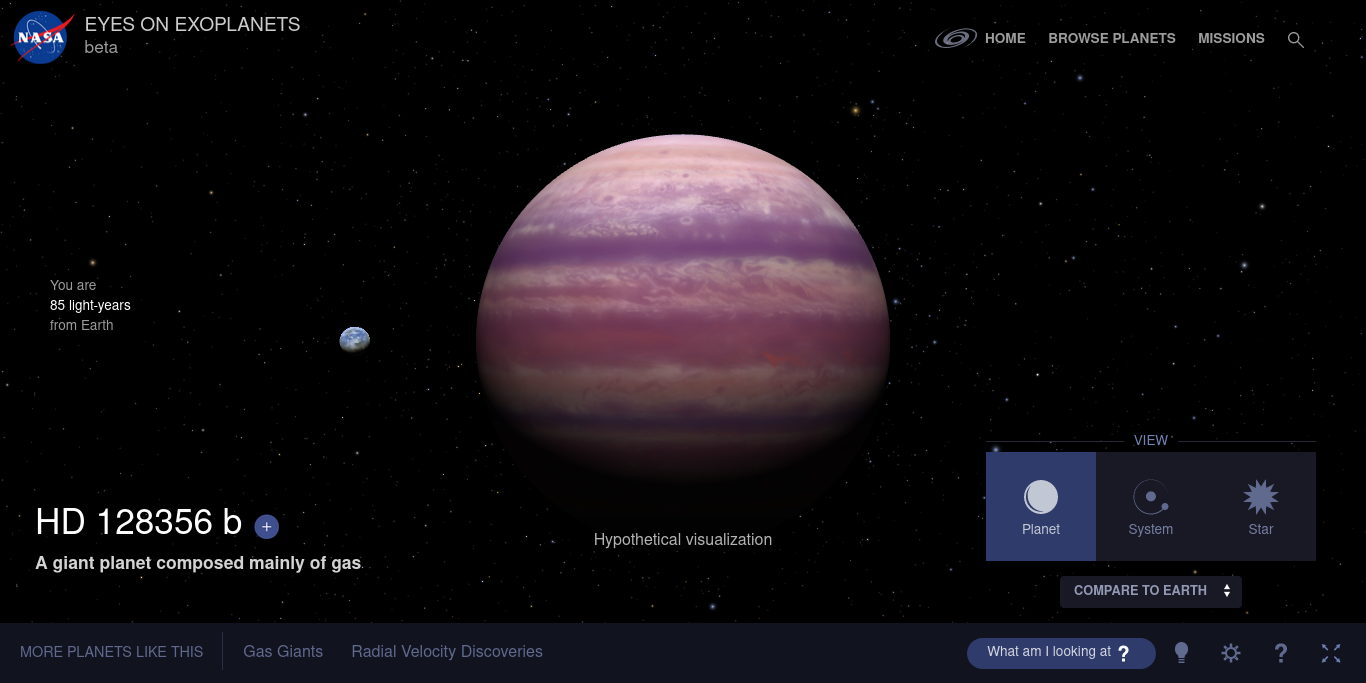 NASA
EYES ON EXOPLANETS
beta
HOME
BROWSE PLANETS
MISSIONS
You are
85 light-years
from Earth
VIEW
Planet
System
Star
HD 128356 b
+
A giant planet composed mainly of gas
Hypothetical visualization
COMPARE TO EARTH
MORE PLANETS LIKE THIS
Gas Giants
Radial Velocity Discoveries
What am I looking at ?
?